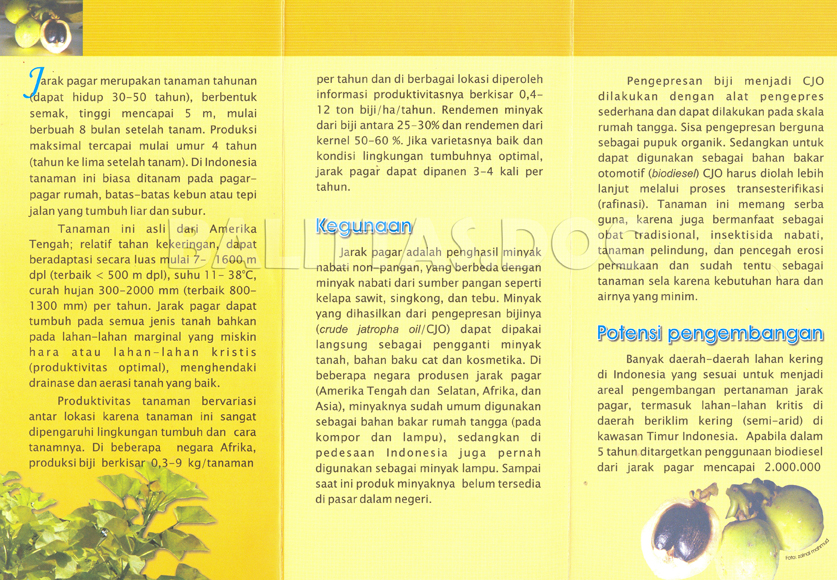 Jarak pagar merupakan tanaman tahunan
(dapat hidup 30-50 tahun), berbentuk
semak, tinggi mencapai 5 m, mulai
berbuah 8 bulan setelah tanam. Produksi
maksimal tercapai mulai umur 4 tahun
(tahun ke lima setelah tanam). Di Indonesia
tanaman ini biasa ditanam pada pagar-
pagar rumah, batas-batas kebun atau tepi
jalan yang tumbuh liar dan subur.
Tanaman ini asli dari Amerika
Tengah; relatif tahan kekeringan, dapat
beradaptasi secara luas mulai 7- 1600 m
dpl (terbaik < 500 m dpl), suhu 11- 38°C,
curah hujan 300-2000 mm (terbaik 800-
1300 mm) per tahun. Jarak pagar dapat
tumbuh pada semua jenis tanah bahkan
pada lahan-lahan marginal yang miskin
hara atau lahan-lahan kristis
(produktivitas optimal), menghendaki
drainase dan aerasi tanah yang baik.
Produktivitas tanaman bervariasi
antar lokasi karena tanaman ini sangat
dipengaruhi lingkungan tumbuh dan cara
tanamnya. Di beberapa negara Afrika,
produksi biji berkisar 0,3-9 kg/tanaman
per tahun dan di berbagai lokasi diperoleh
informasi produktivitasnya berkisar 0,4-
12 ton biji/ha/tahun. Rendemen minyak
dari biji antara 25-30% dan rendemen dari
kernel 50-60 %. Jika varietasnya baik dan
kondisi lingkungan tumbuhnya optimal,
jarak pagar dapat dipanen 3-4 kali per
tahun.
Kegunaan
Jarak pagar adalah penghasil minyak
nabati non-pangan, yang berbeda dengan
minyak nabati dari sumber pangan seperti
kelapa sawit, singkong, dan tebu. Minyak
yang dihasilkan dari pengepresan bijinya
(crude jatropha oil/CJO) dapat dipakai
langsung sebagai pengganti minyak
tanah, bahan baku cat dan kosmetika. Di
beberapa negara produsen jarak pagar
(Amerika Tengah dan Selatan, Afrika, dan
Asia), minyaknya sudah umum digunakan
sebagai bahan bakar rumah tangga (pada
kompor dan lampu), sedangkan di
pedesaan Indonesia juga pernah
digunakan sebagai minyak lampu. Sampai
saat ini produk minyaknya belum tersedia
di pasar dalam negeri.
Pengepresan biji menjadi CJO
dilakukan dengan alat pengepres
sederhana dan dapat dilakukan pada skala
rumah tangga. Sisa pengepresan berguna
sebagai pupuk organik. Sedangkan untuk
dapat digunakan sebagai bahan bakar
otomotif (biodiesel) CJO harus diolah lebih
lanjut melalui proses transesterifikasi
(rafinasi). Tanaman ini memang serba
guna, karena juga bermanfaat sebagai
obat tradisional, insektisida nabati,
tanaman pelindung, dan pencegah erosi
permukaan dan sudah tentu sebagai
tanaman sela karena kebutuhan hara dan
airnya yang minim.
Potensi pengembangan
Banyak daerah-daerah lahan kering
di Indonesia yang sesuai untuk menjadi
areal pengembangan pertanaman jarak
pagar, termasuk lahan-lahan kritis di
daerah beriklim kering (semi-arid) di
kawasan Timur Indonesia. Apabila dalam
5 tahun ditargetkan penggunaan biodiesel
dari jarak pagar mencapai 2.000.000
Foto: zainal mahmud